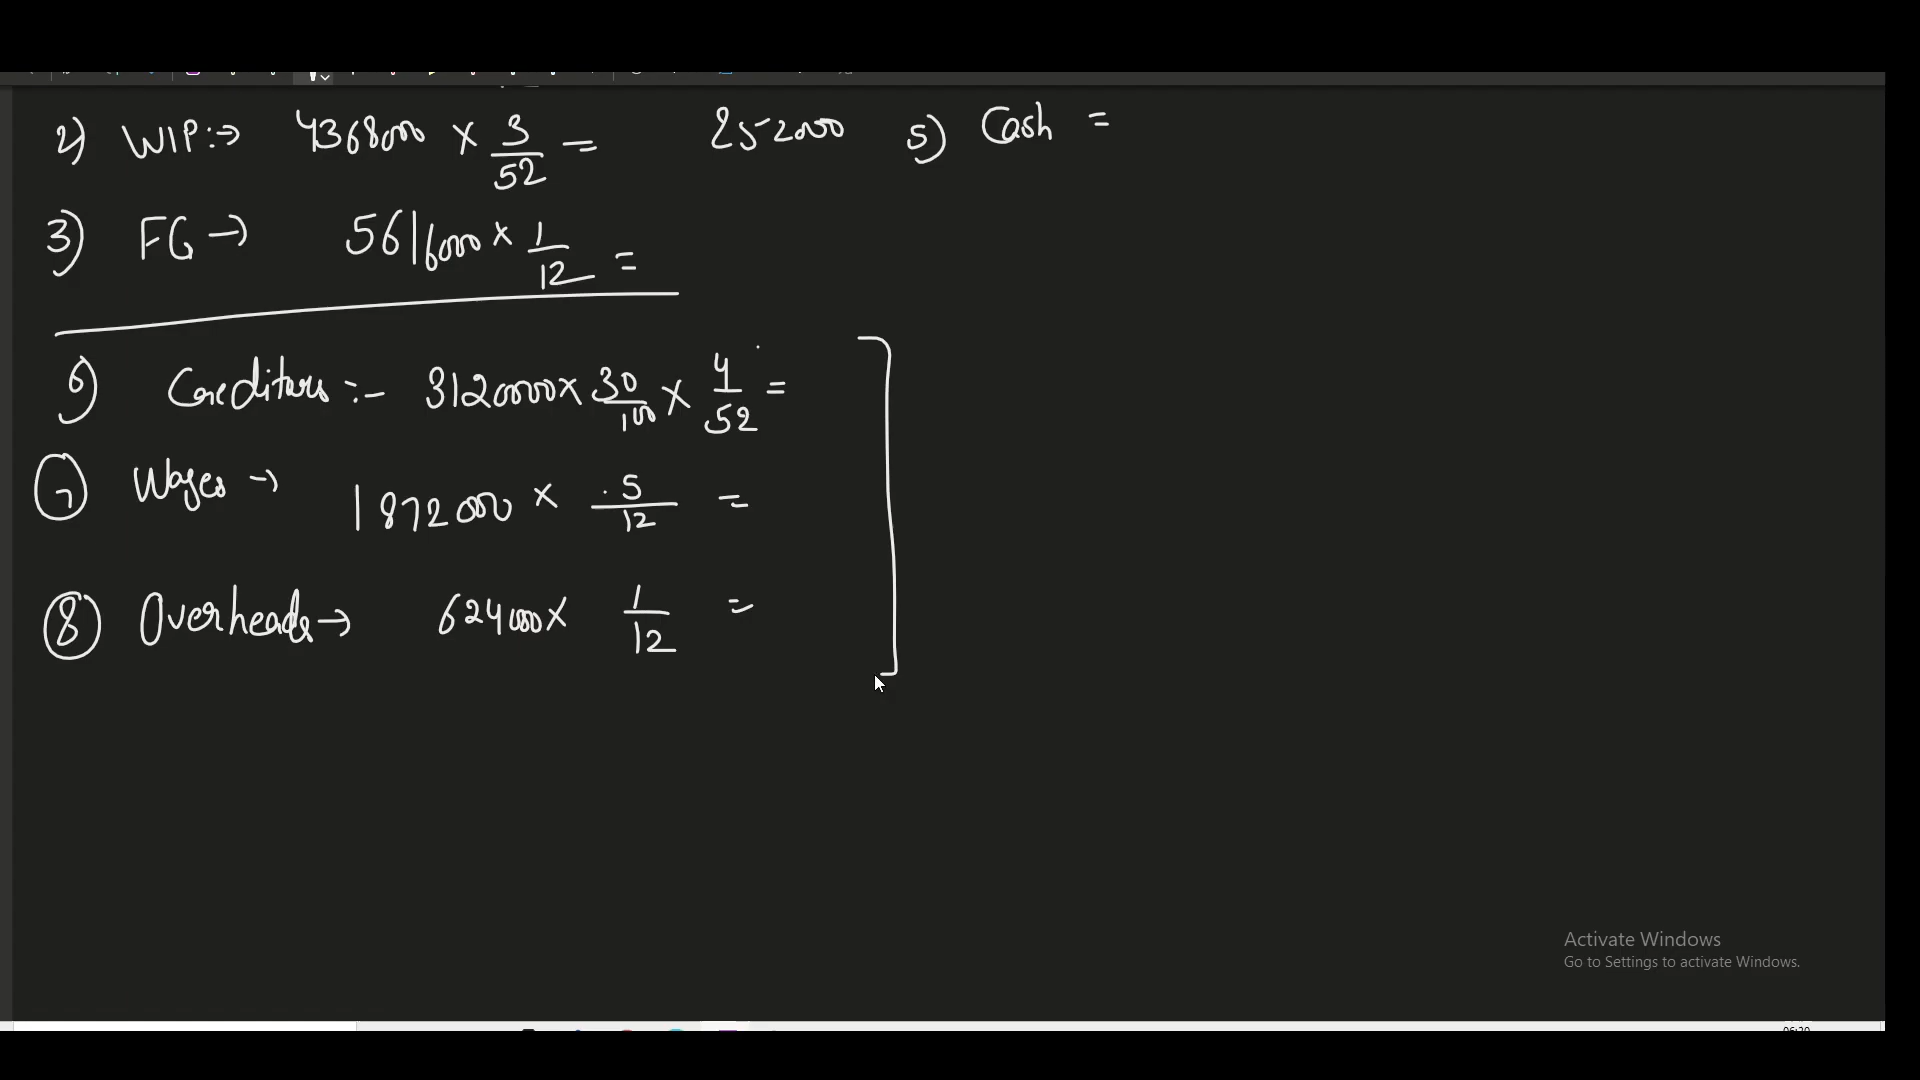 2) WIP:→ 4368000 × 3/52 = 252000 5) Cash =
3) FG → 5616000 × 1/12 =
6) Creditors :- 3120000 × 30/100 × 4/52 =
7 Wages → 1872000 × .5/12 =
8 Overheads → 624000 × 1/12 =
Activate Windows
Go to Settings to activate Windows.